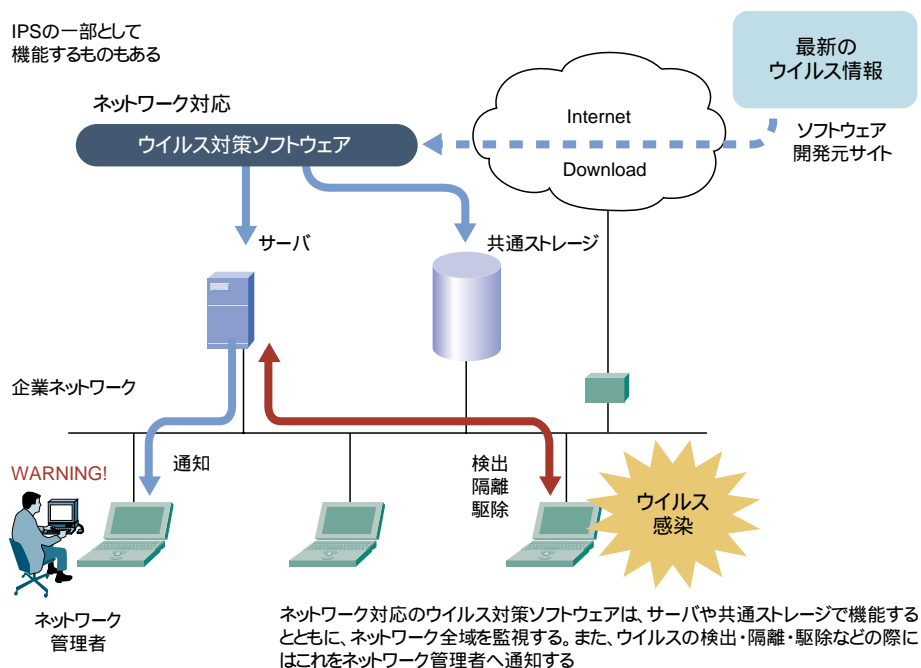 IPSの一部として
機能するものもある
最新の
ウイルス情報
ネットワーク対応
ウイルス対策ソフトウェア
Internet
Download
ソフトウェア
開発元サイト
サーバ
共通ストレージ
企業ネットワーク
WARNING!
通知
検出
隔離
駆除
ウイルス
感染
ネットワーク
管理者
ネットワーク対応のウイルス対策ソフトウェアは、サーバや共通ストレージで機能する
とともに、ネットワーク全域を監視する。また、ウイルスの検出・隔離・駆除などの際に
はこれをネットワーク管理者へ通知する